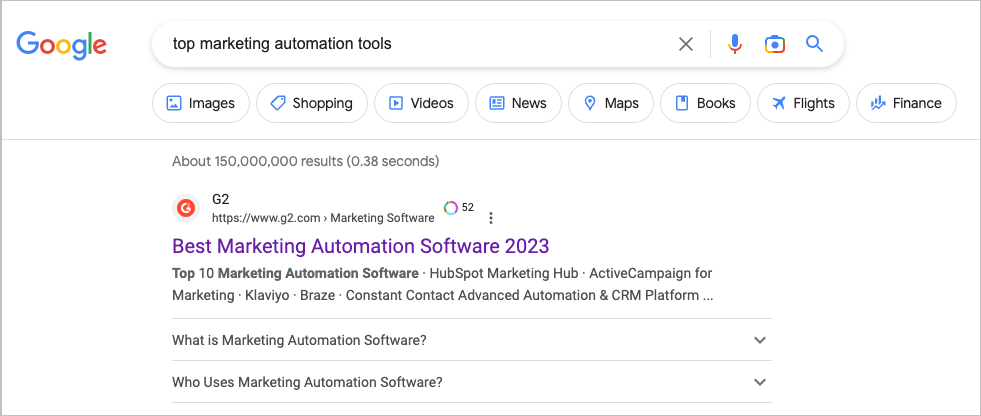 Google
top marketing automation tools
Images Shopping Videos News Maps Books Flights Finance
About 150,000,000 results (0.38 seconds)
G2
https://www.g2.com › Marketing Software 52
Best Marketing Automation Software 2023
Top 10 Marketing Automation Software · HubSpot Marketing Hub · ActiveCampaign for
Marketing · Klaviyo · Braze · Constant Contact Advanced Automation & CRM Platform ...
What is Marketing Automation Software?
Who Uses Marketing Automation Software?